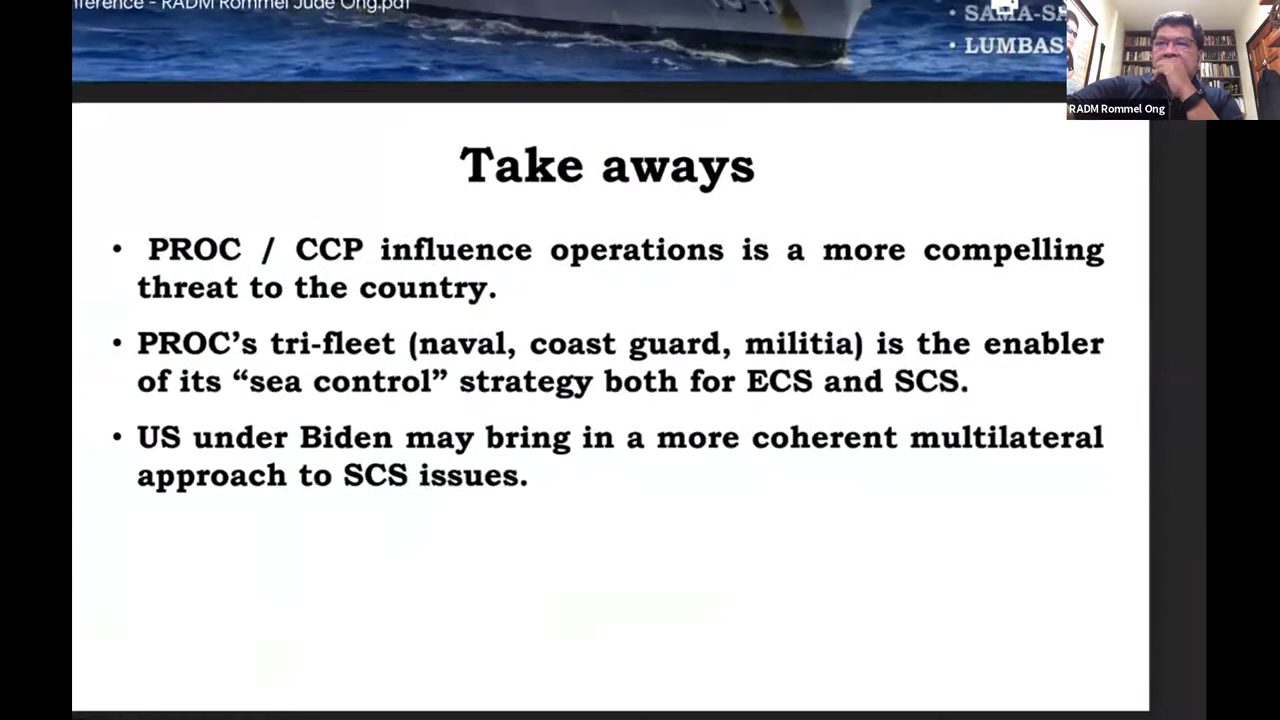 ference - RADM Rommel Jude Ong.pdf
• SAMA-SA
• LUMBAS
RADM Rommel Ong
Take aways
• PROC / CCP influence operations is a more compelling
threat to the country.
• PROC’s tri-fleet (naval, coast guard, militia) is the enabler
of its “sea control” strategy both for ECS and SCS.
• US under Biden may bring in a more coherent multilateral
approach to SCS issues.